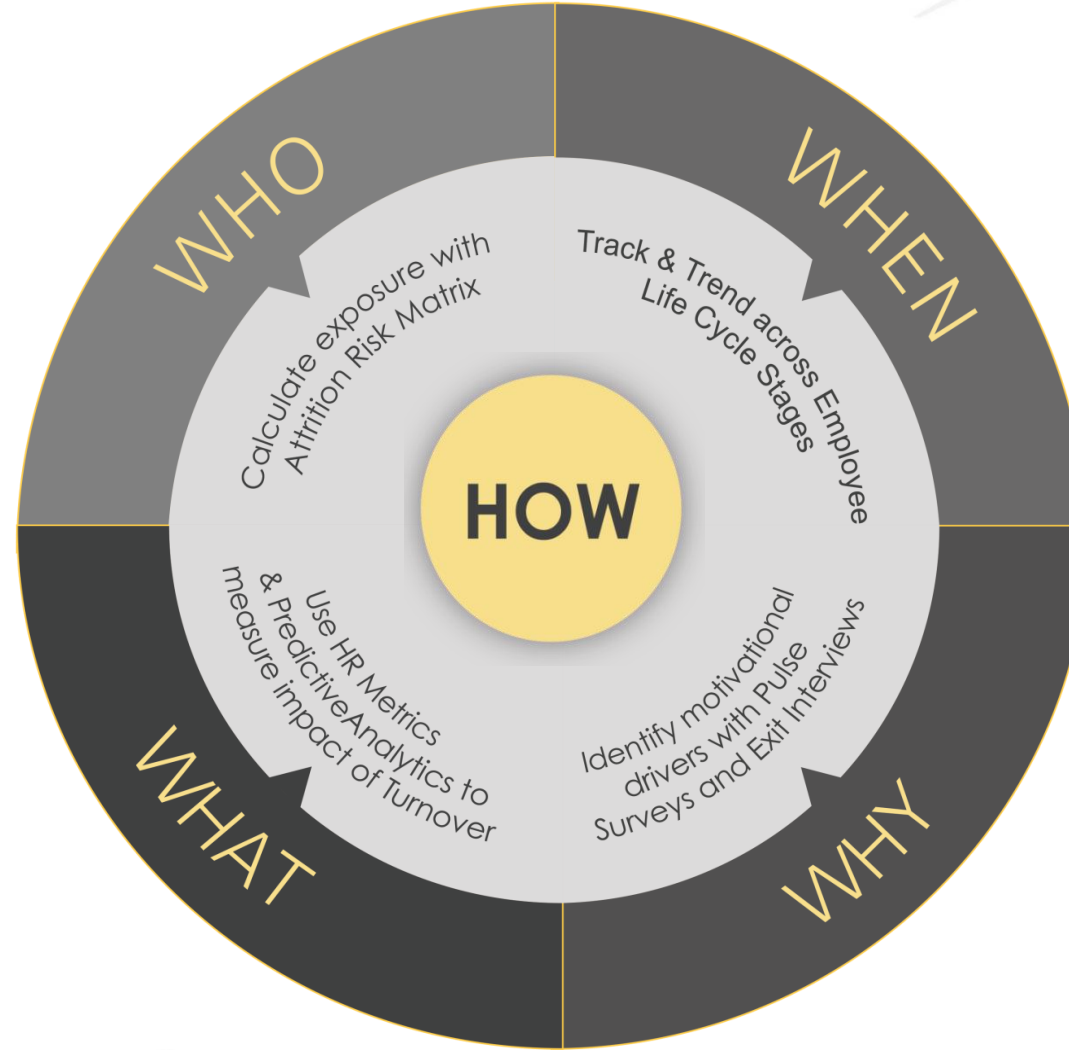 WHO
Calculate exposure with
Attrition Risk Matrix
WHEN
Track & Trend across Employee
Life Cycle Stages
HOW
WHAT
Use HR Metrics
& PredictiveAnalytics to
measure impact of Turnover
WHY
Identify motivational
drivers with Pulse
Surveys and Exit Interviews